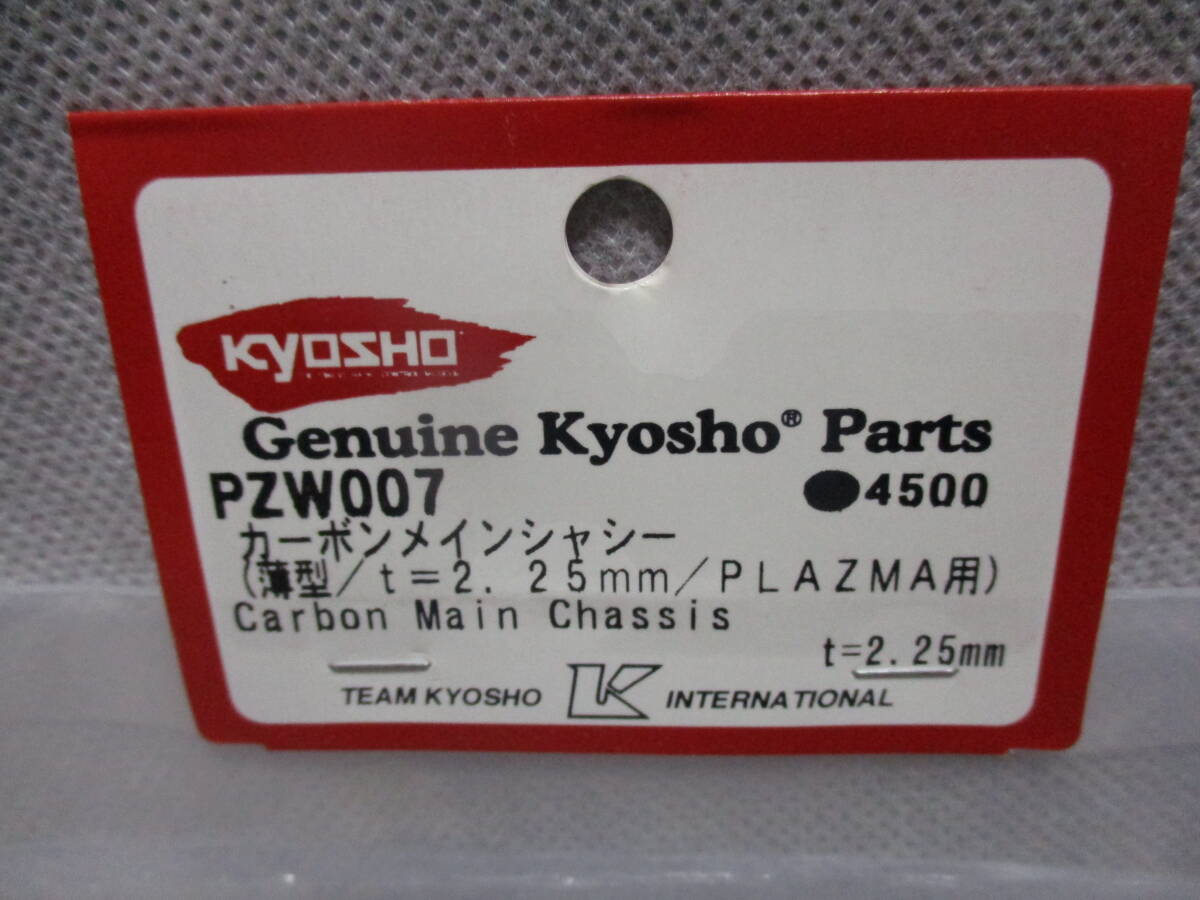 KYOSHO
Genuine Kyosho® Parts
PZW007 ●4500
カーボンメインシャシー
(薄型/t=2.25mm/PLAZMA用)
Carbon Main Chassis
t=2.25mm
TEAM KYOSHO K INTERNATIONAL